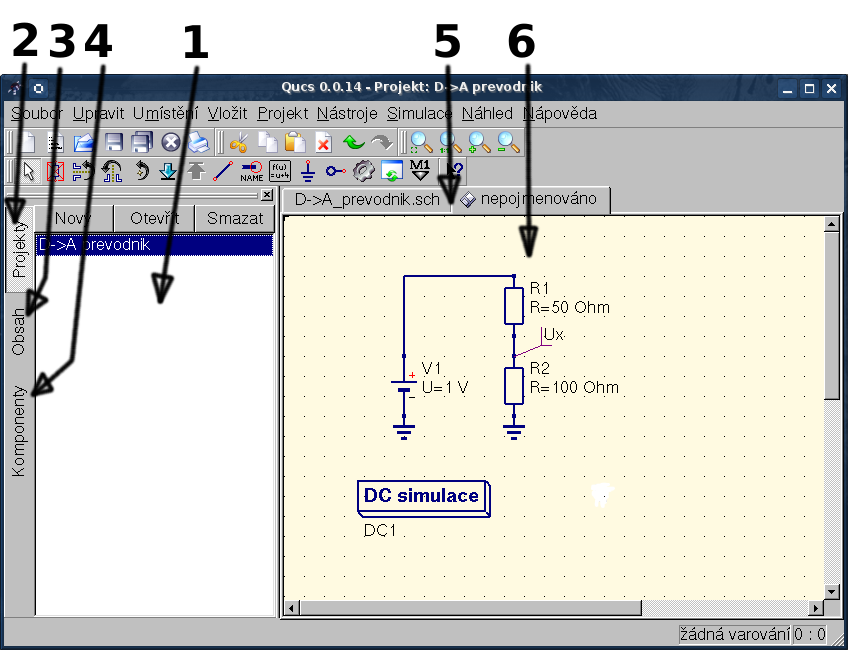 2 3 4 1 5 6
Qucs 0.0.14 - Projekt: D->A prevodnik
Soubor Upravit Umístění Vložit Projekt Nástroje Simulace Náhled Nápověda
NAME f(u) =u+4 M1 ?
D->A_prevodnik.sch nepojmenováno
Nový Otevřít Smazat
D->A prevodnik
Projekty
Obsah
Komponenty
R1
R=50 Ohm
Ux
V1
U=1 V
R2
R=100 Ohm
DC simulace
DC1
žádná varování 0 : 0